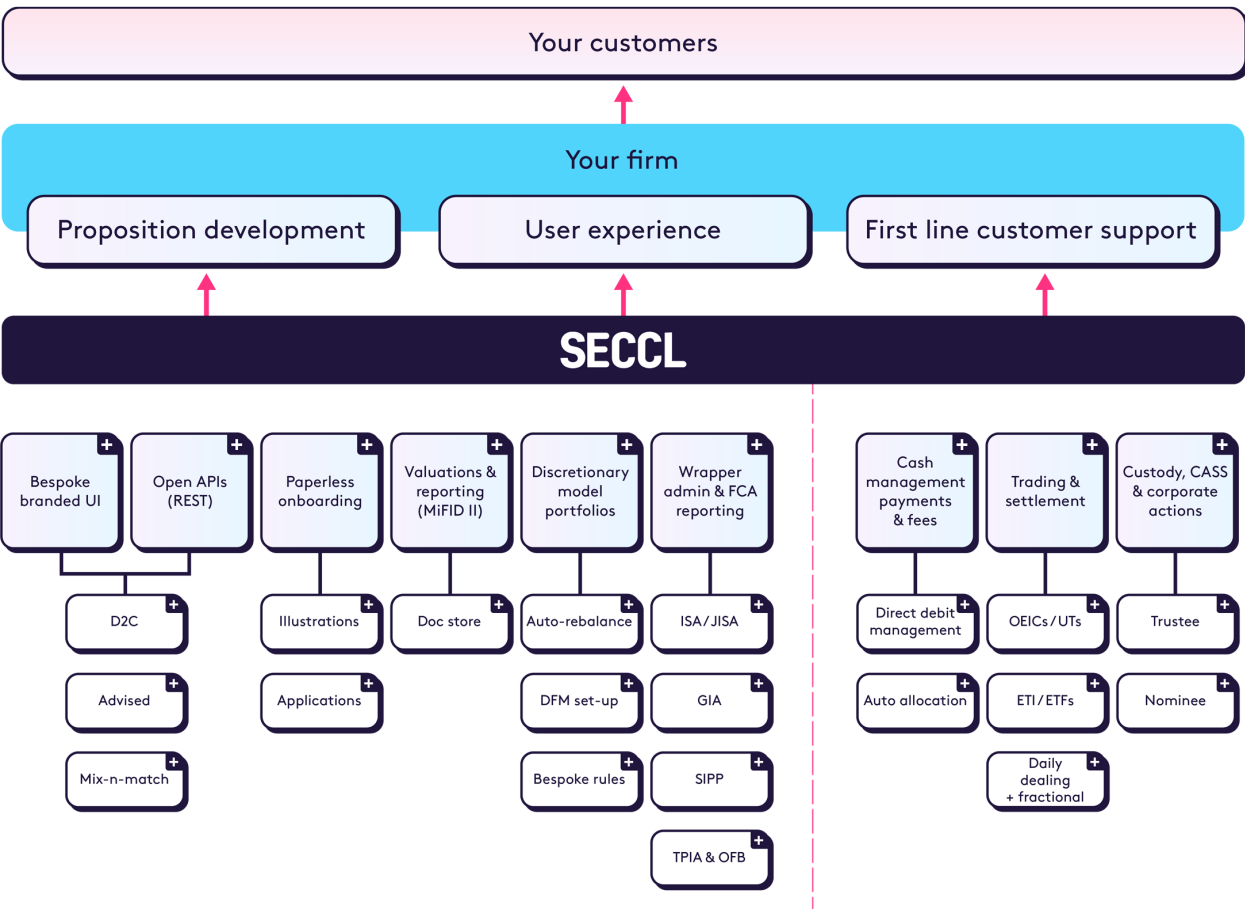 Your customers
Your firm
Proposition development
User experience
First line customer support
SECCL
Bespoke
branded UI
Open APIs
(REST)
Paperless
onboarding
Valuations &
reporting
(MiFID II)
Discretionary
model
portfolios
Wrapper
admin & FCA
reporting
Cash
management
payments
& fees
Trading &
settlement
Custody, CASS
& corporate
actions
D2C
Illustrations
Doc store
Auto-rebalance
ISA/JISA
Direct debit
management
OEICs/UTs
Trustee
Advised
Applications
DFM set-up
GIA
Auto allocation
ETI/ETFs
Nominee
Mix-n-match
Bespoke rules
SIPP
Daily
dealing
+ fractional
TPIA & OFB